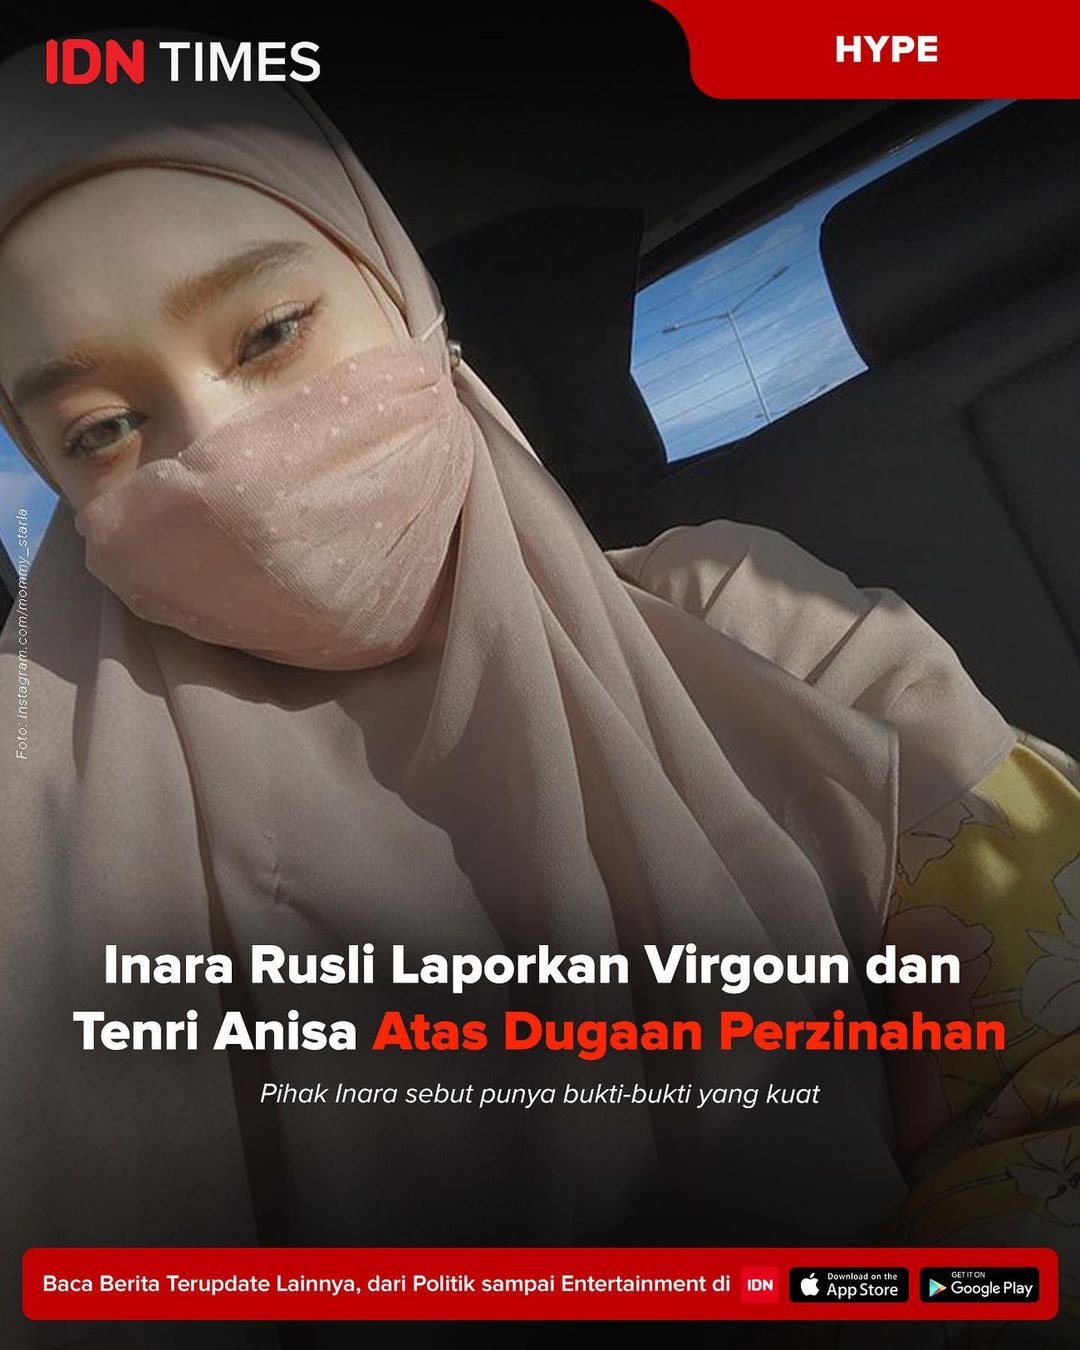 IDN TIMES
HYPE
Foto: instagram.com/mommy_starla
Inara Rusli Laporkan Virgoun dan
Tenri Anisa Atas Dugaan Perzinahan
Pihak Inara sebut punya bukti-bukti yang kuat
Baca Berita Terupdate Lainnya, dari Politik sampai Entertainment di
IDN
Download on the
App Store
GET IT ON
Google Play